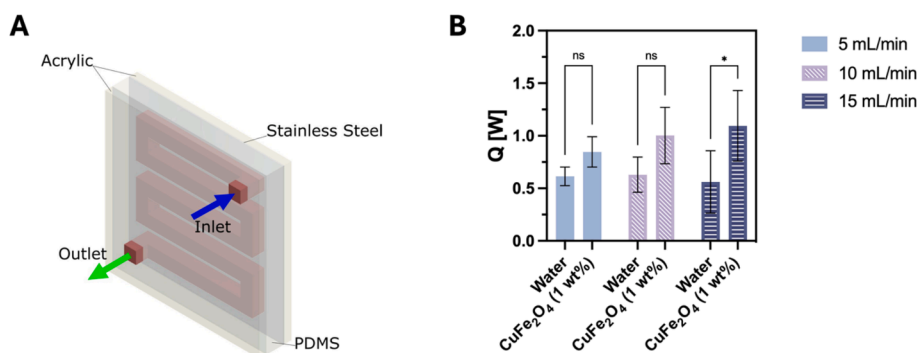 A
Acrylic
Stainless Steel
Inlet
Outlet
PDMS
B
Q [W]
2.0
1.5
1.0
0.5
0.0
ns
ns
*
Water
CuFe₂O₄ (1 wt%)
Water
CuFe₂O₄ (1 wt%)
Water
CuFe₂O₄ (1 wt%)
5 mL/min
10 mL/min
15 mL/min